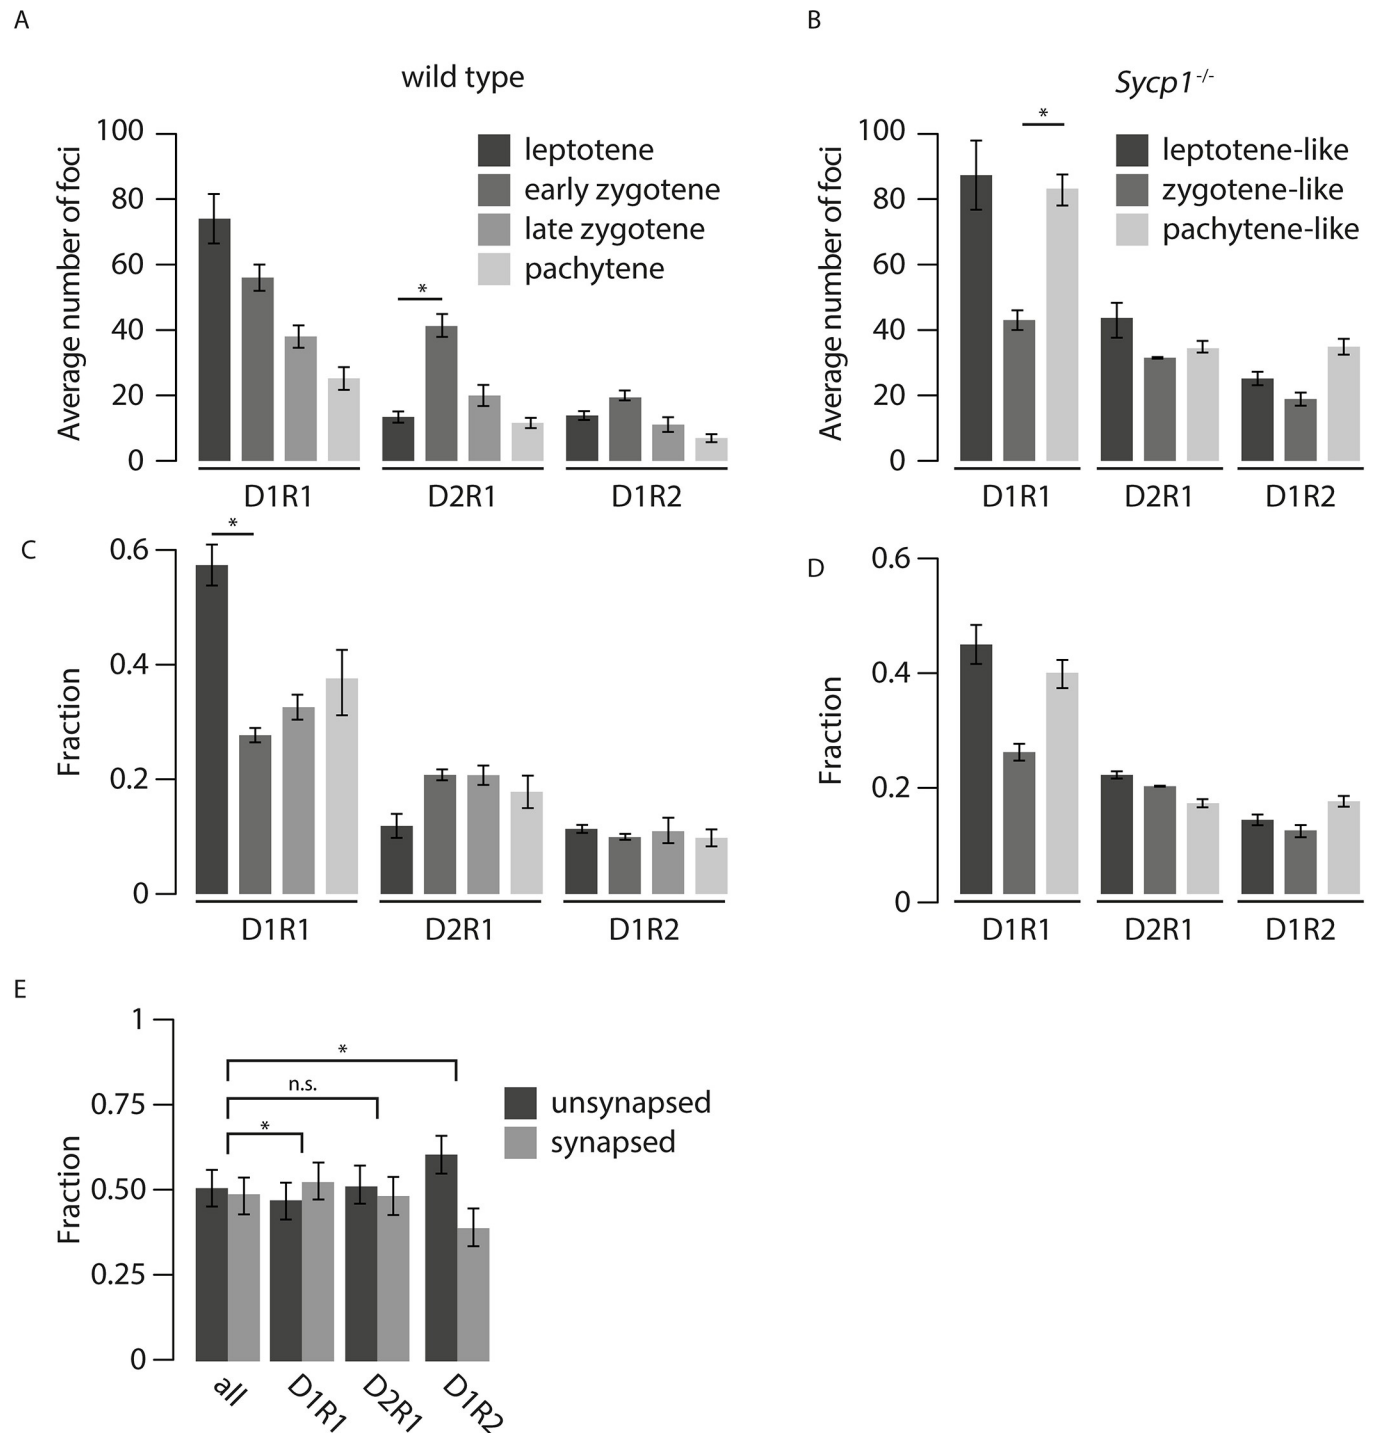 A
wild type
100
80
60
40
20
0
Average number of foci
leptotene
early zygotene
late zygotene
pachytene
*
D1R1
D2R1
D1R2
B
Sycp1-/-
100
80
60
40
20
0
Average number of foci
*
leptotene-like
zygotene-like
pachytene-like
D1R1
D2R1
D1R2
C
0.6
0.4
0.2
0
Fraction
*
D1R1
D2R1
D1R2
D
0.6
0.4
0.2
0
Fraction
D1R1
D2R1
D1R2
E
1
0.75
0.50
0.25
0
Fraction
*
n.s.
*
unsynapsed
synapsed
all
D1R1
D2R1
D1R2